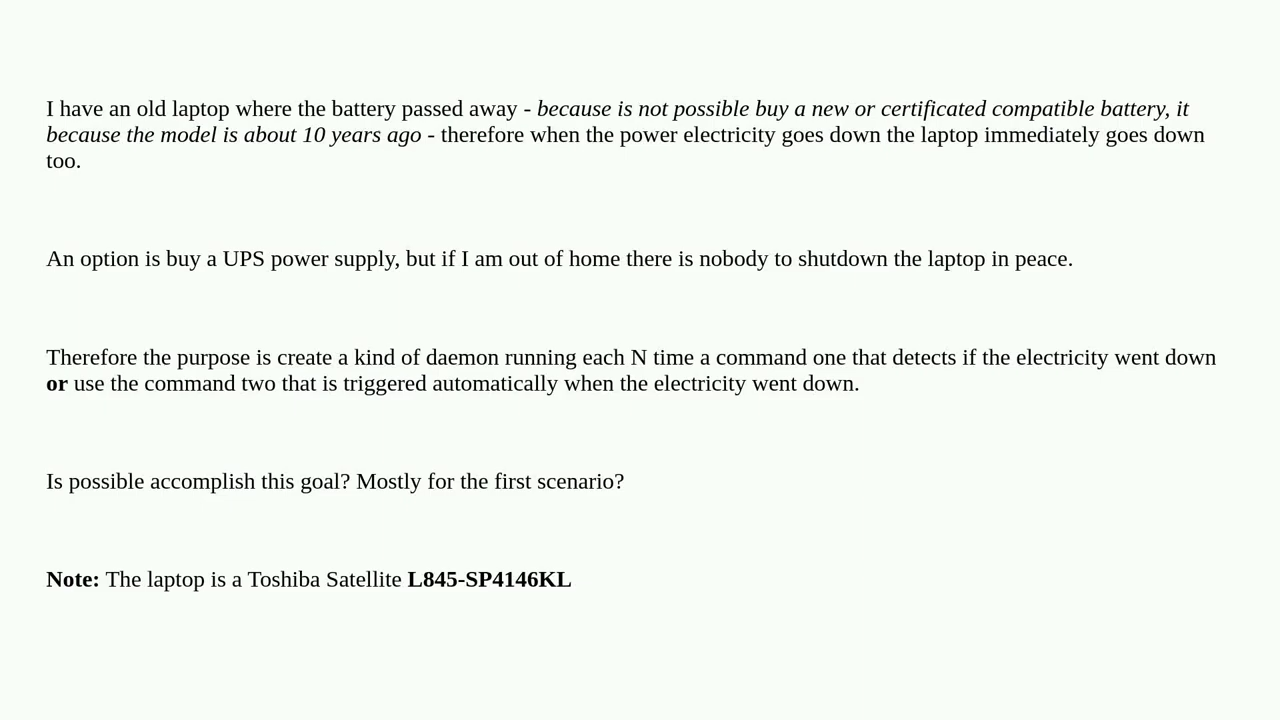 I have an old laptop where the battery passed away - because is not possible buy a new or certificated compatible battery, it
because the model is about 10 years ago - therefore when the power electricity goes down the laptop immediately goes down
too.
An option is buy a UPS power supply, but if I am out of home there is nobody to shutdown the laptop in peace.
Therefore the purpose is create a kind of daemon running each N time a command one that detects if the electricity went down
or use the command two that is triggered automatically when the electricity went down.
Is possible accomplish this goal? Mostly for the first scenario?
Note: The laptop is a Toshiba Satellite L845-SP4146KL